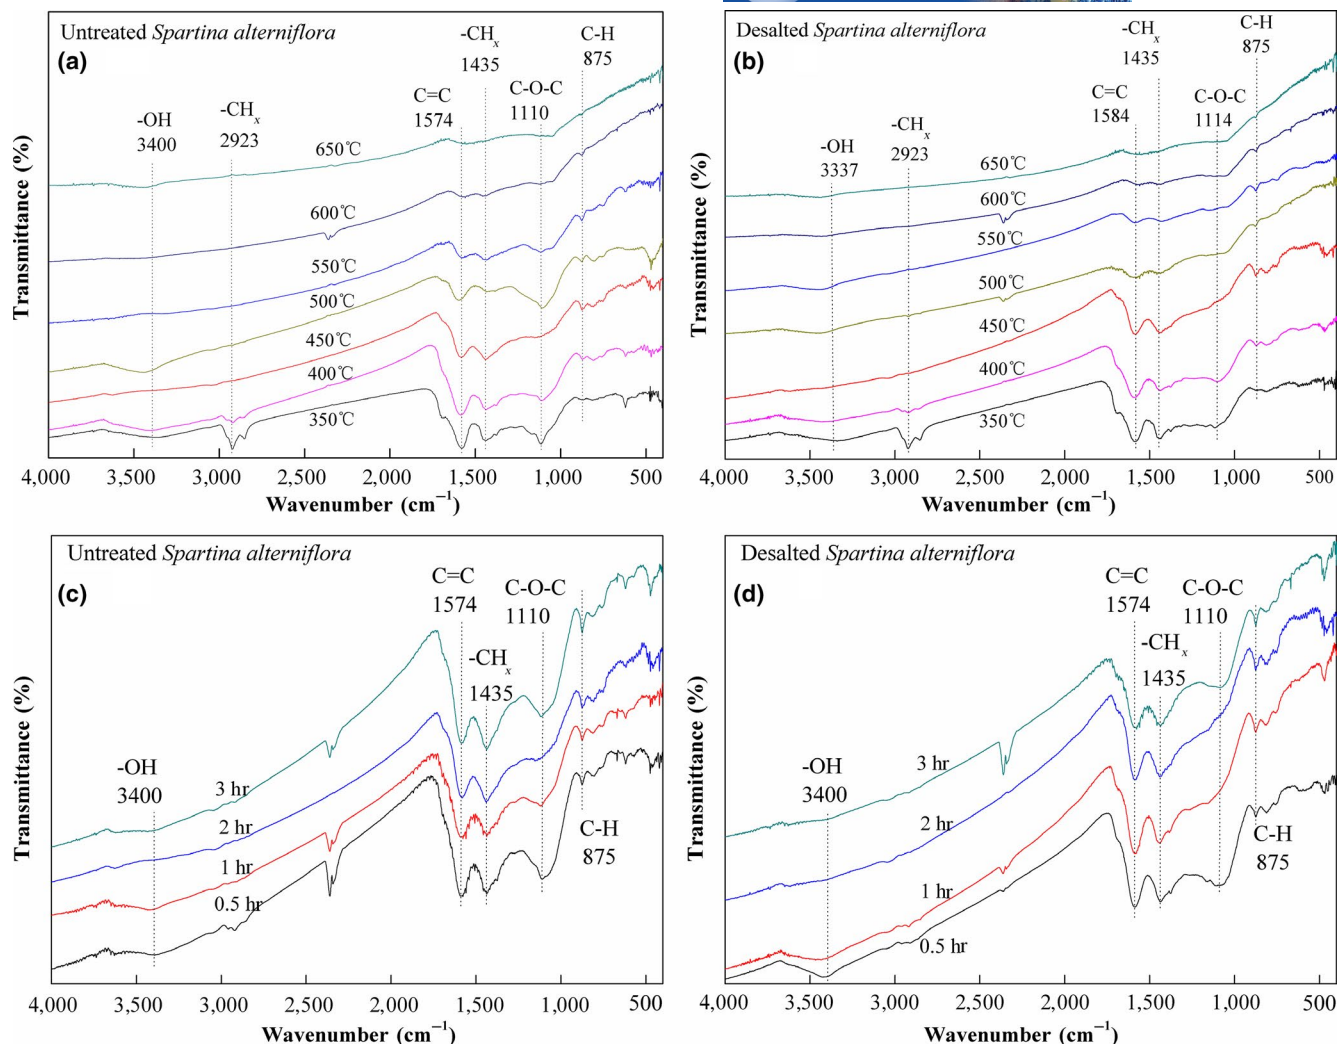 Untreated Spartina alterniflora
(a)
-OH
3400
-CHx
2923
C=C
1574
-CHx
1435
C-O-C
1110
C-H
875
650℃
600℃
550℃
500℃
450℃
400℃
350℃
Transmittance (%)
4,000 3,500 3,000 2,500 2,000 1,500 1,000 500
Wavenumber (cm−1)
Desalted Spartina alterniflora
(b)
-OH
3337
-CHx
2923
C=C
1584
-CHx
1435
C-O-C
1114
C-H
875
650℃
600℃
550℃
500℃
450℃
400℃
350℃
Transmittance (%)
4,000 3,500 3,000 2,500 2,000 1,500 1,000 500
Wavenumber (cm−1)
Untreated Spartina alterniflora
(c)
-OH
3400
C=C
1574
-CHx
1435
C-O-C
1110
C-H
875
3 hr
2 hr
1 hr
0.5 hr
Transmittance (%)
4,000 3,500 3,000 2,500 2,000 1,500 1,000 500
Wavenumber (cm−1)
Desalted Spartina alterniflora
(d)
-OH
3400
C=C
1574
-CHx
1435
C-O-C
1110
C-H
875
3 hr
2 hr
1 hr
0.5 hr
Transmittance (%)
4,000 3,500 3,000 2,500 2,000 1,500 1,000 500
Wavenumber (cm−1)